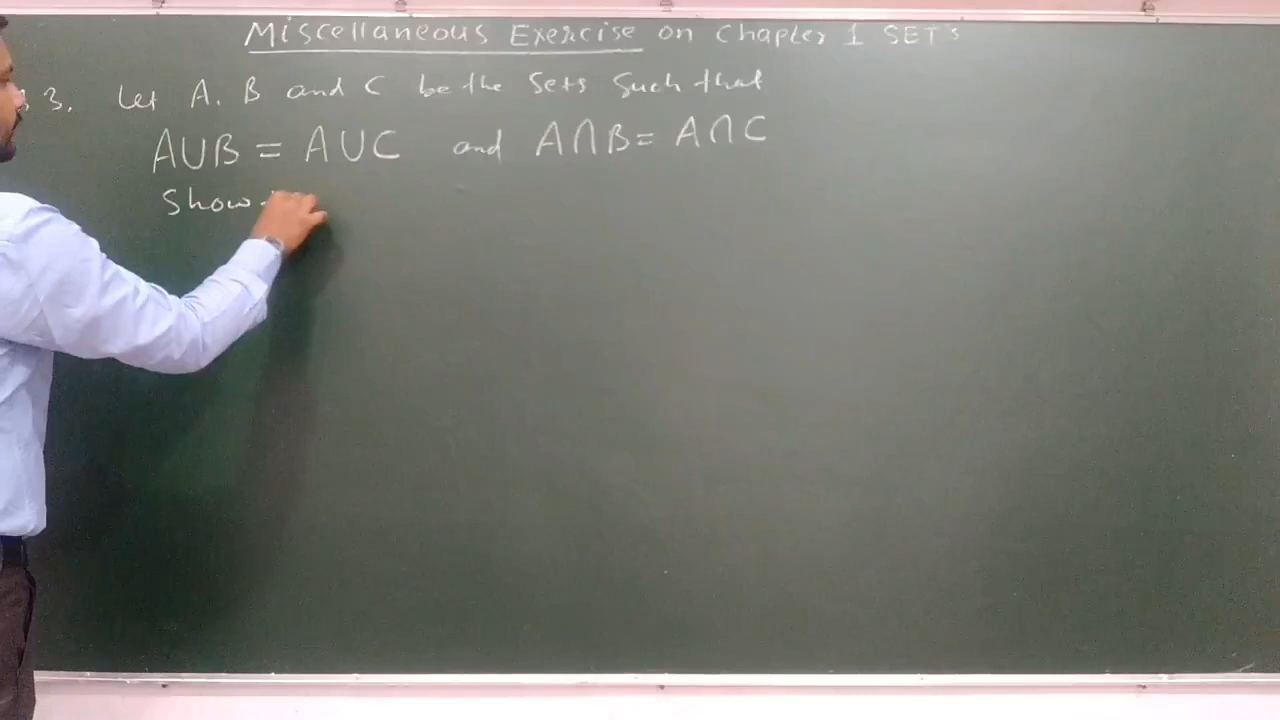 Miscellaneous Exercise on Chapter 1 SETS
3. Let A, B and C be the Sets Such that
A∪B = A∪C and A∩B = A∩C
Show